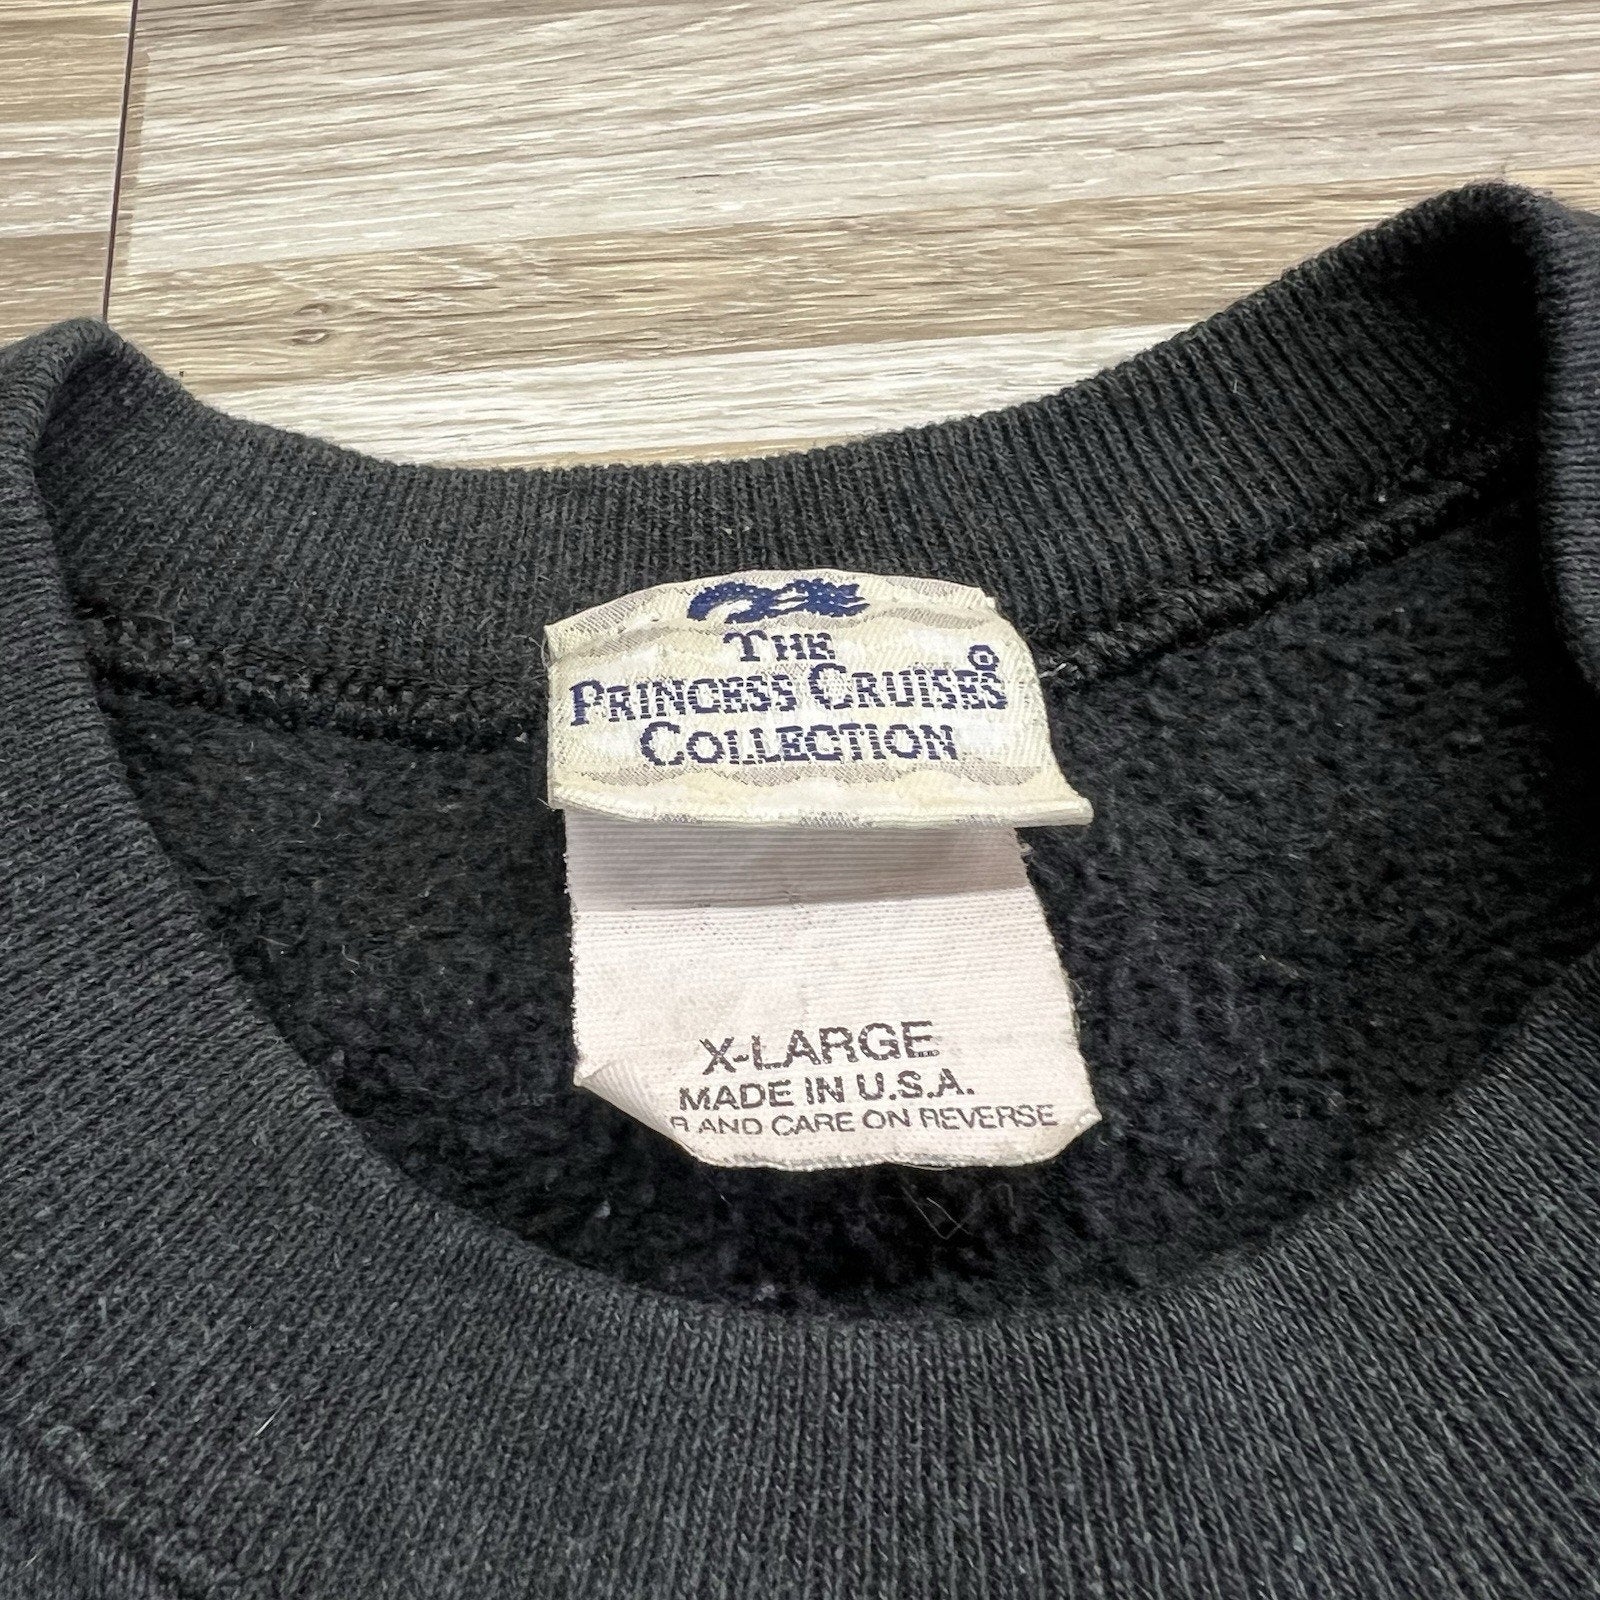 THE
PRINCESS CRUISES®
COLLECTION
X-LARGE
MADE IN U.S.A.
R AND CARE ON REVERSE